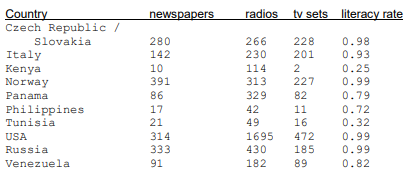 Country newspapers radios tv sets literacy rate
Czech Republic /
Slovakia 280 266 228 0.98
Italy 142 230 201 0.93
Kenya 10 114 2 0.25
Norway 391 313 227 0.99
Panama 86 329 82 0.79
Philippines 17 42 11 0.72
Tunisia 21 49 16 0.32
USA 314 1695 472 0.99
Russia 333 430 185 0.99
Venezuela 91 182 89 0.82